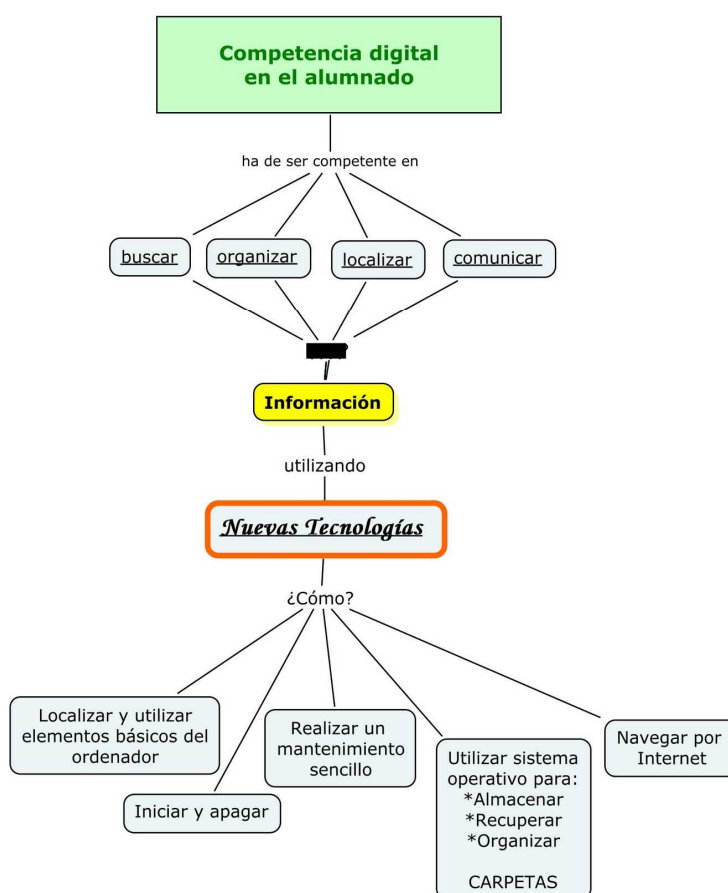 Competencia digital
en el alumnado
ha de ser competente en
buscar
organizar
localizar
comunicar
Información
utilizando
Nuevas Tecnologías
¿Cómo?
Localizar y utilizar
elementos básicos del
ordenador
Iniciar y apagar
Realizar un
mantenimiento
sencillo
Utilizar sistema
operativo para:
*Almacenar
*Recuperar
*Organizar
CARPETAS
Navegar por
Internet